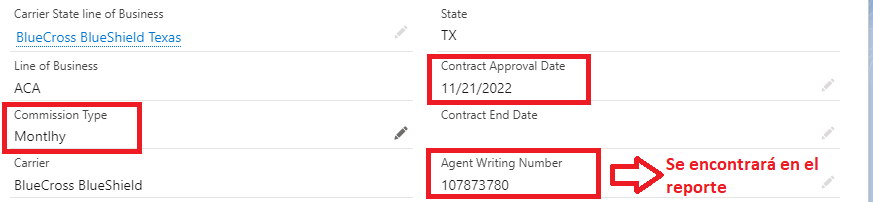 Carrier State line of Business
BlueCross BlueShield Texas
State
TX
Line of Business
ACA
Contract Approval Date
11/21/2022
Commission Type
Montlhy
Contract End Date
Carrier
BlueCross BlueShield
Agent Writing Number
107873780
Se encontrará en el
reporte